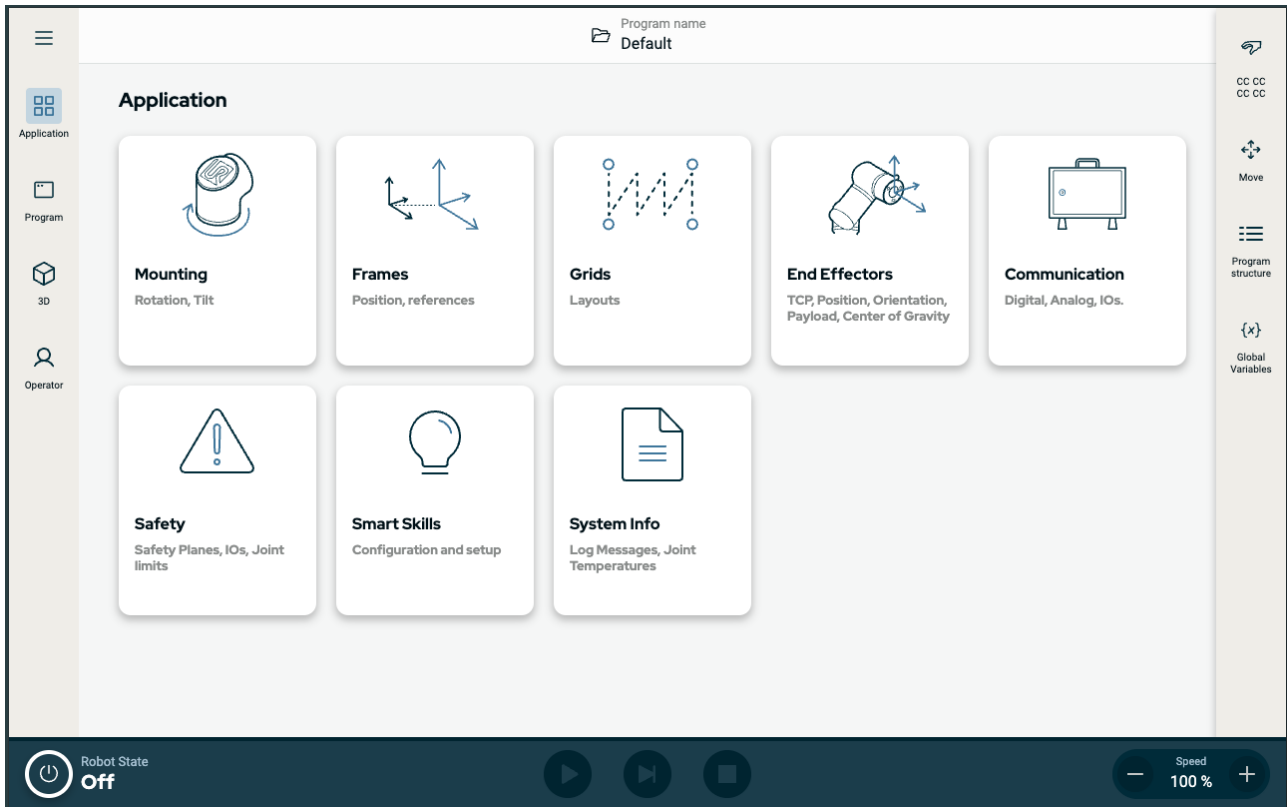 Program name
Default
Application
Program
3D
Operator
Application
Mounting
Rotation, Tilt
Frames
Position, references
Grids
Layouts
End Effectors
TCP, Position, Orientation,
Payload, Center of Gravity
Communication
Digital, Analog, IOs.
Safety
Safety Planes, IOs, Joint
limits
Smart Skills
Configuration and setup
System Info
Log Messages, Joint
Temperatures
CC CC
CC CC
Move
Program
structure
{x}
Global
Variables
Robot State
Off
Speed
100 %
UR